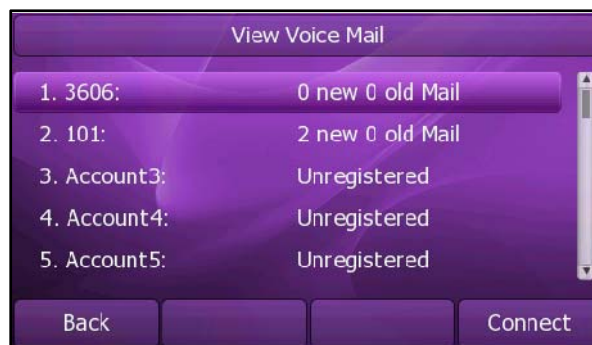 View Voice Mail
1. 3606: 0 new 0 old Mail
2. 101: 2 new 0 old Mail
3. Account3: Unregistered
4. Account4: Unregistered
5. Account5: Unregistered
Back Connect